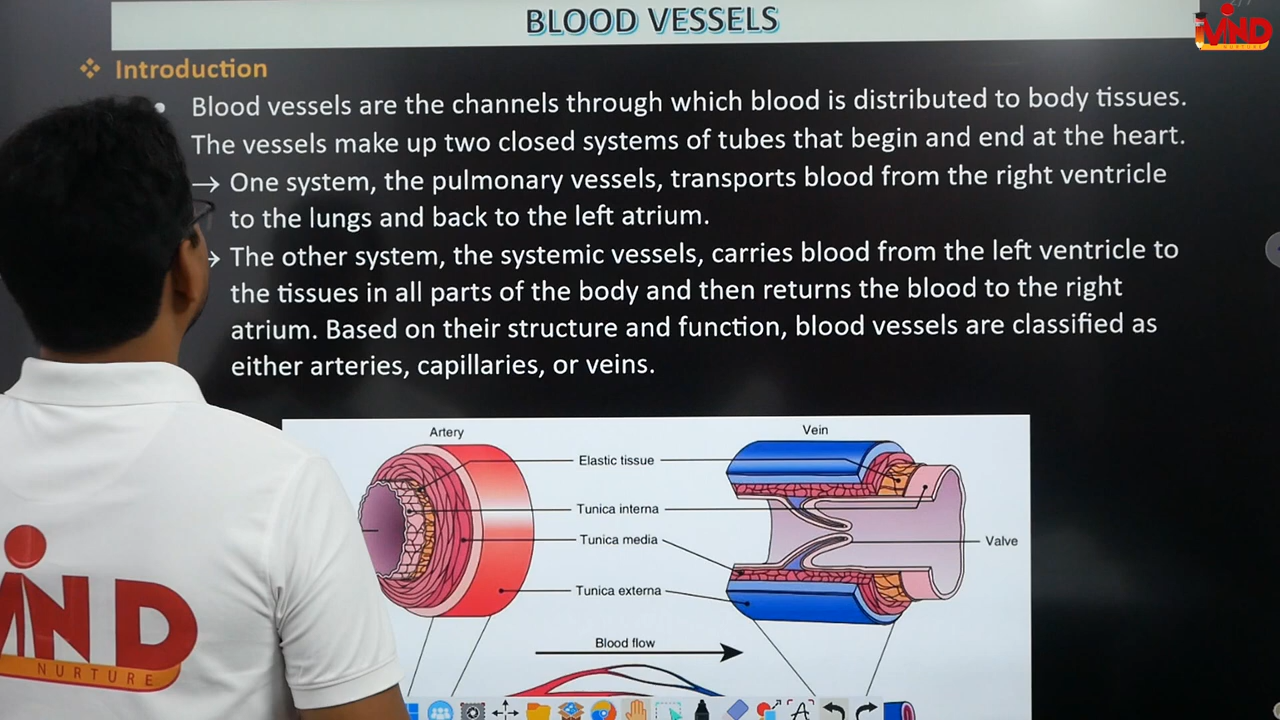 BLOOD VESSELS
MIND
NURTURE
❖ Introduction
• Blood vessels are the channels through which blood is distributed to body tissues.
The vessels make up two closed systems of tubes that begin and end at the heart.
→ One system, the pulmonary vessels, transports blood from the right ventricle
to the lungs and back to the left atrium.
→ The other system, the systemic vessels, carries blood from the left ventricle to
the tissues in all parts of the body and then returns the blood to the right
atrium. Based on their structure and function, blood vessels are classified as
either arteries, capillaries, or veins.
Artery
Vein
Elastic tissue
Tunica interna
Tunica media
Valve
Tunica externa
Blood flow
MIND
NURTURE